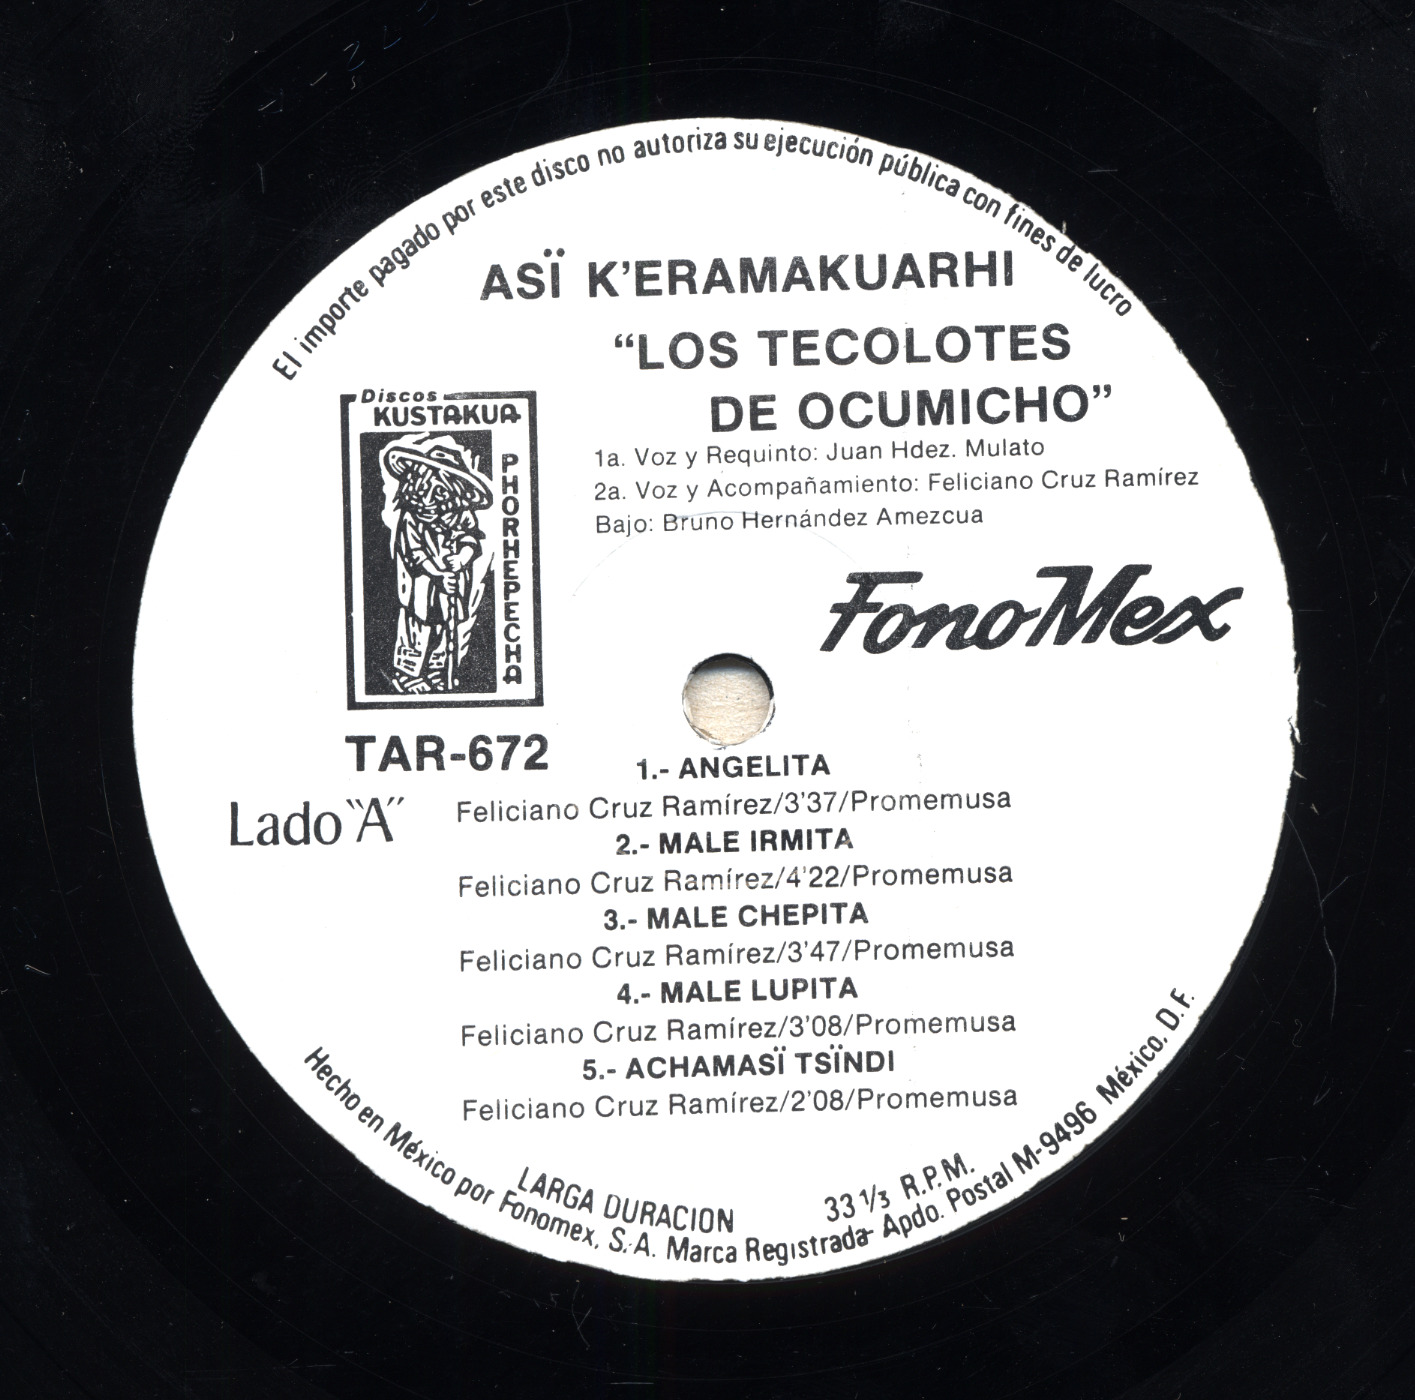 El importe pagado por este disco no autoriza su ejecución pública con fines de lucro
ASÏ K'ERAMAKUARHI
“LOS TECOLOTES
DE OCUMICHO”
1a. Voz y Requinto: Juan Hdez. Mulato
2a. Voz y Acompañamiento: Feliciano Cruz Ramírez
Bajo: Bruno Hernández Amezcua
Discos
KUSTAKUA
PHORHEPECHA
FonoMex
TAR-672
Lado "A"
1.- ANGELITA
Feliciano Cruz Ramírez/3'37/Promemusa
2.- MALE IRMITA
Feliciano Cruz Ramírez/4'22/Promemusa
3.- MALE CHEPITA
Feliciano Cruz Ramírez/3'47/Promemusa
4.- MALE LUPITA
Feliciano Cruz Ramírez/3'08/Promemusa
5.- ACHAMASÏ TSÏNDI
Feliciano Cruz Ramírez/2'08/Promemusa
LARGA DURACION 33 1/3 R.P.M.
Hecho en México por Fonomex, S.A. Marca Registrada- Apdo. Postal M-9496 México, D.F.